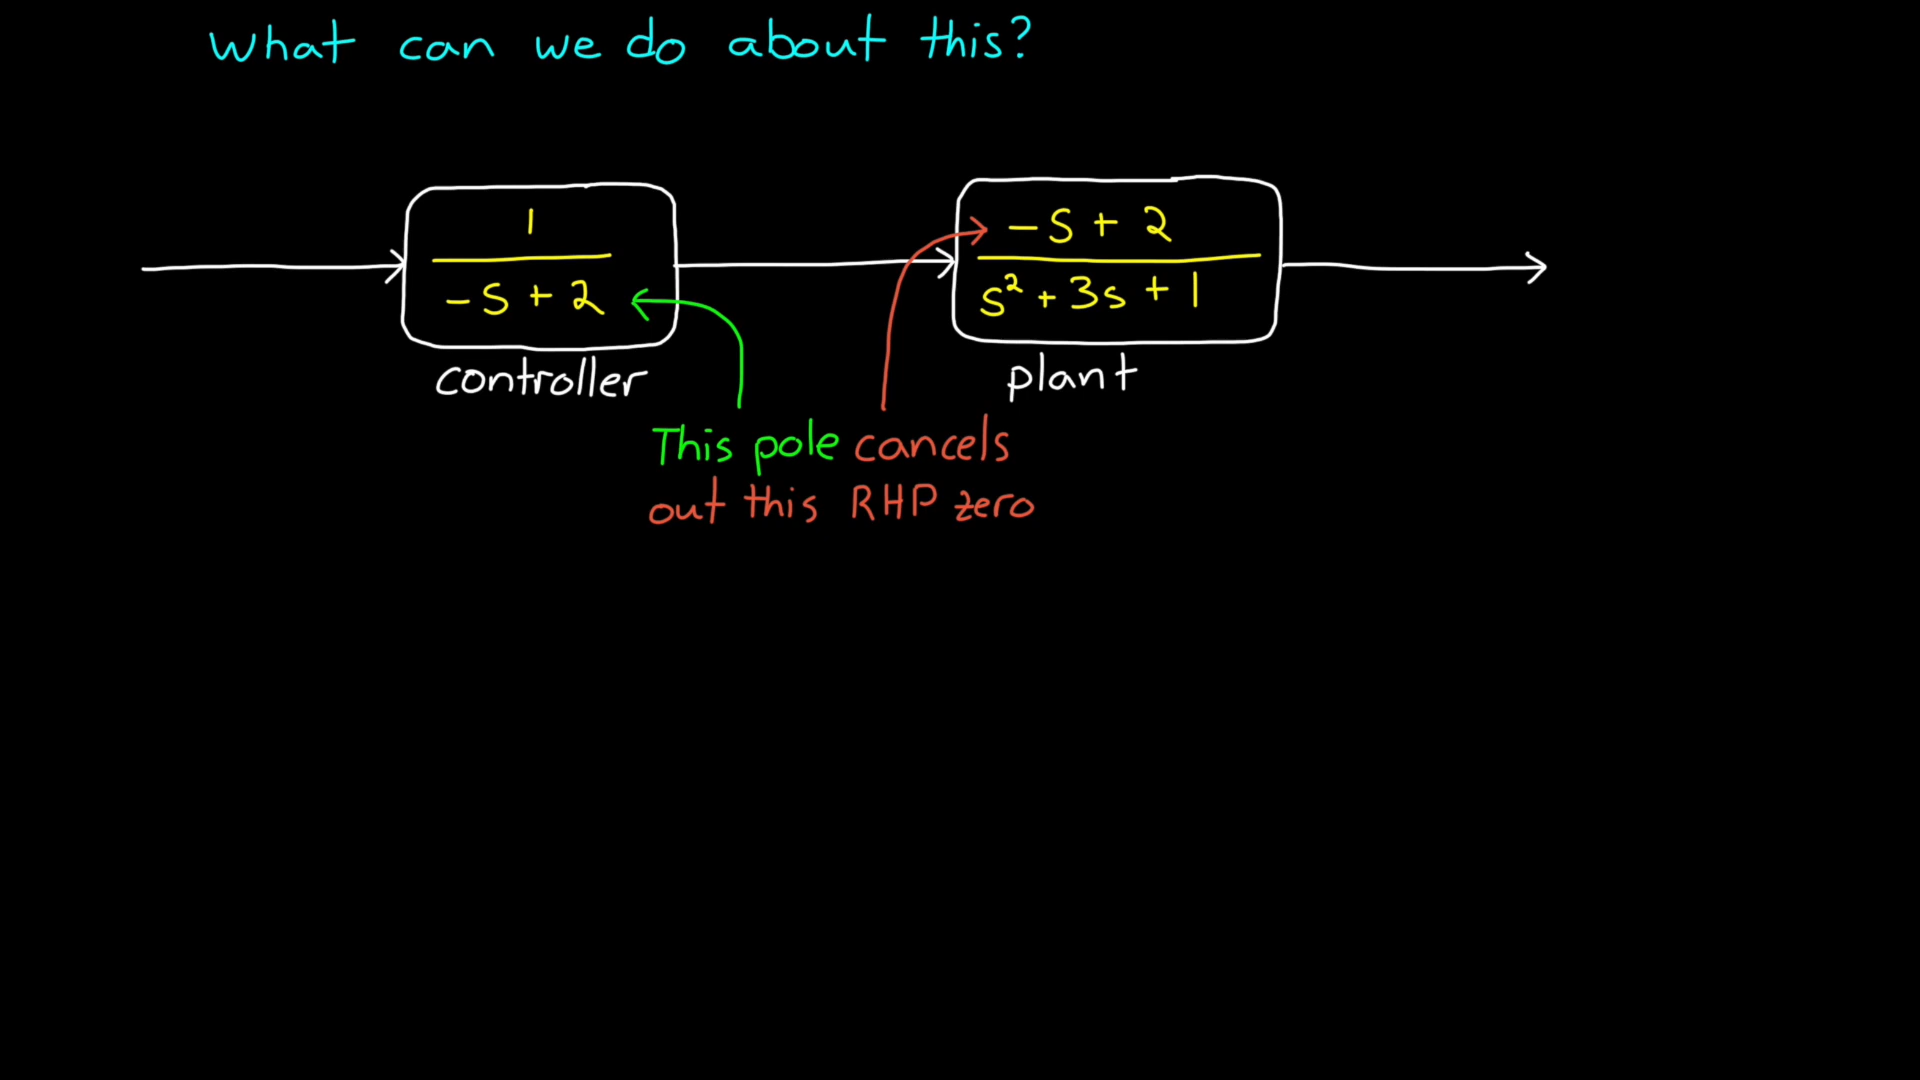 What can we do about this?
1
-s + 2
controller
-s + 2
s² + 3s + 1
plant
This pole cancels
out this RHP zero